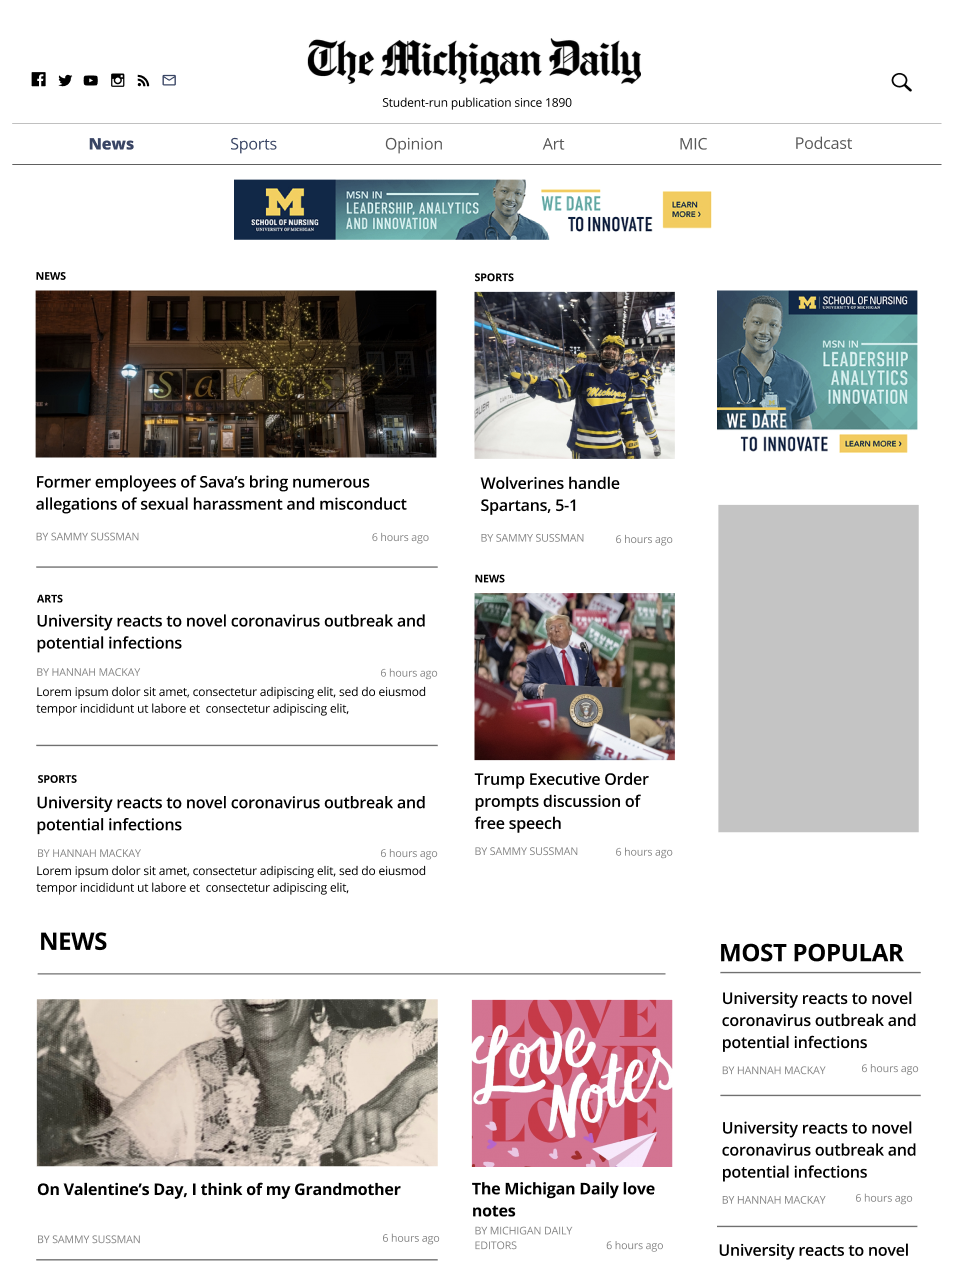 The Michigan Daily
Student-run publication since 1890
News Sports Opinion Art MIC Podcast
M
SCHOOL OF NURSING
UNIVERSITY OF MICHIGAN
MSN IN
LEADERSHIP, ANALYTICS
AND INNOVATION
WE DARE
TO INNOVATE
LEARN
MORE ›
NEWS
Savas
Former employees of Sava’s bring numerous
allegations of sexual harassment and misconduct
BY SAMMY SUSSMAN 6 hours ago
ARTS
University reacts to novel coronavirus outbreak and
potential infections
BY HANNAH MACKAY 6 hours ago
Lorem ipsum dolor sit amet, consectetur adipiscing elit, sed do eiusmod
tempor incididunt ut labore et  consectetur adipiscing elit,
SPORTS
University reacts to novel coronavirus outbreak and
potential infections
BY HANNAH MACKAY 6 hours ago
Lorem ipsum dolor sit amet, consectetur adipiscing elit, sed do eiusmod
tempor incididunt ut labore et  consectetur adipiscing elit,
SPORTS
Michigan
Wolverines handle
Spartans, 5-1
BY SAMMY SUSSMAN 6 hours ago
NEWS
TRUMP
TRU
Trump Executive Order
prompts discussion of
free speech
BY SAMMY SUSSMAN 6 hours ago
M SCHOOL OF NURSING
UNIVERSITY OF MICHIGAN
MSN IN
LEADERSHIP
ANALYTICS
INNOVATION
WE DARE
TO INNOVATE
LEARN MORE ›
NEWS
On Valentine’s Day, I think of my Grandmother
BY SAMMY SUSSMAN 6 hours ago
LOVE
LOVE
LOVE
Love
Notes
The Michigan Daily love
notes
BY MICHIGAN DAILY
EDITORS 6 hours ago
MOST POPULAR
University reacts to novel
coronavirus outbreak and
potential infections
BY HANNAH MACKAY 6 hours ago
University reacts to novel
coronavirus outbreak and
potential infections
BY HANNAH MACKAY 6 hours ago
University reacts to novel